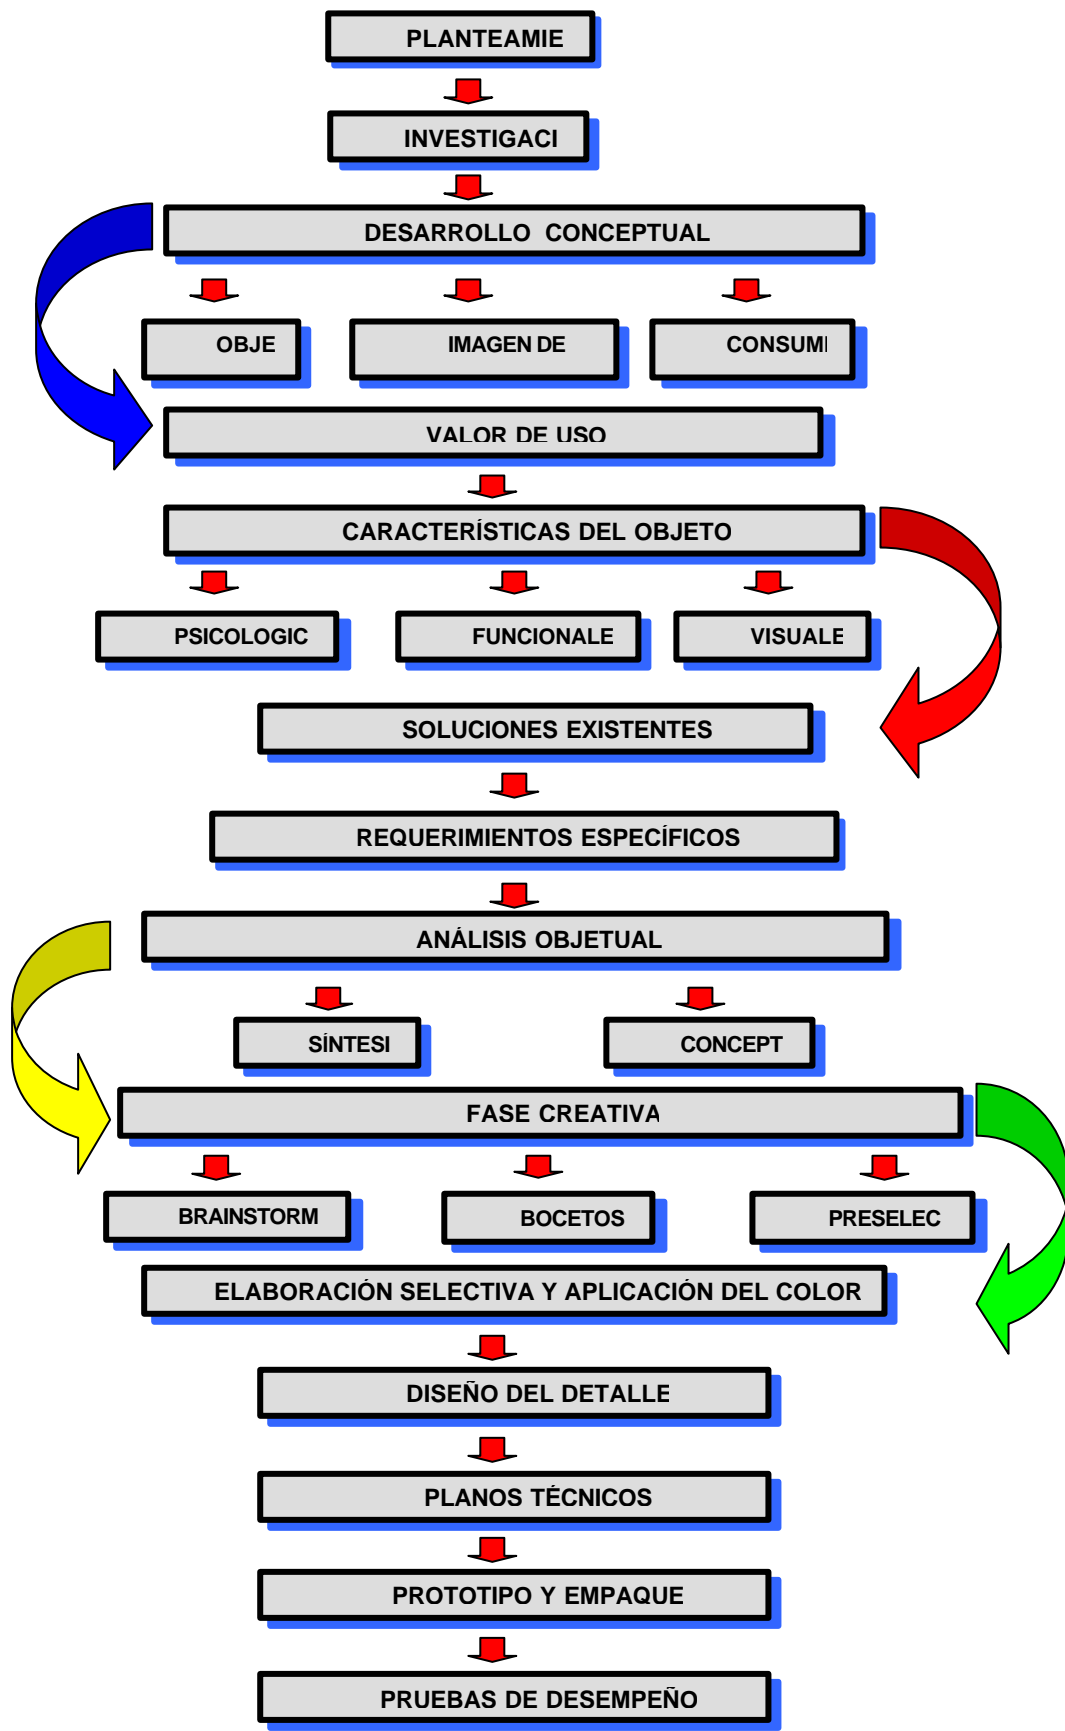 PLANTEAMIE
INVESTIGACI
DESARROLLO CONCEPTUAL
OBJE IMAGEN DE CONSUMI
VALOR DE USO
CARACTERÍSTICAS DEL OBJETO
PSICOLOGIC FUNCIONALE VISUALE
SOLUCIONES EXISTENTES
REQUERIMIENTOS ESPECÍFICOS
ANÁLISIS OBJETUAL
SÍNTESI CONCEPT
FASE CREATIVA
BRAINSTORM BOCETOS PRESELEC
ELABORACIÓN SELECTIVA Y APLICACIÓN DEL COLOR
DISEÑO DEL DETALLE
PLANOS TÉCNICOS
PROTOTIPO Y EMPAQUE
PRUEBAS DE DESEMPEÑO